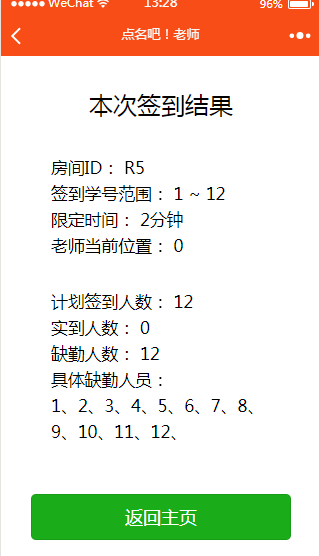 WeChat 13:28 96%
点名吧！老师
本次签到结果
房间ID： R5
签到学号范围： 1 ~ 12
限定时间： 2分钟
老师当前位置： 0
计划签到人数： 12
实到人数： 0
缺勤人数： 12
具体缺勤人员：
1、2、3、4、5、6、7、8、
9、10、11、12、
返回主页